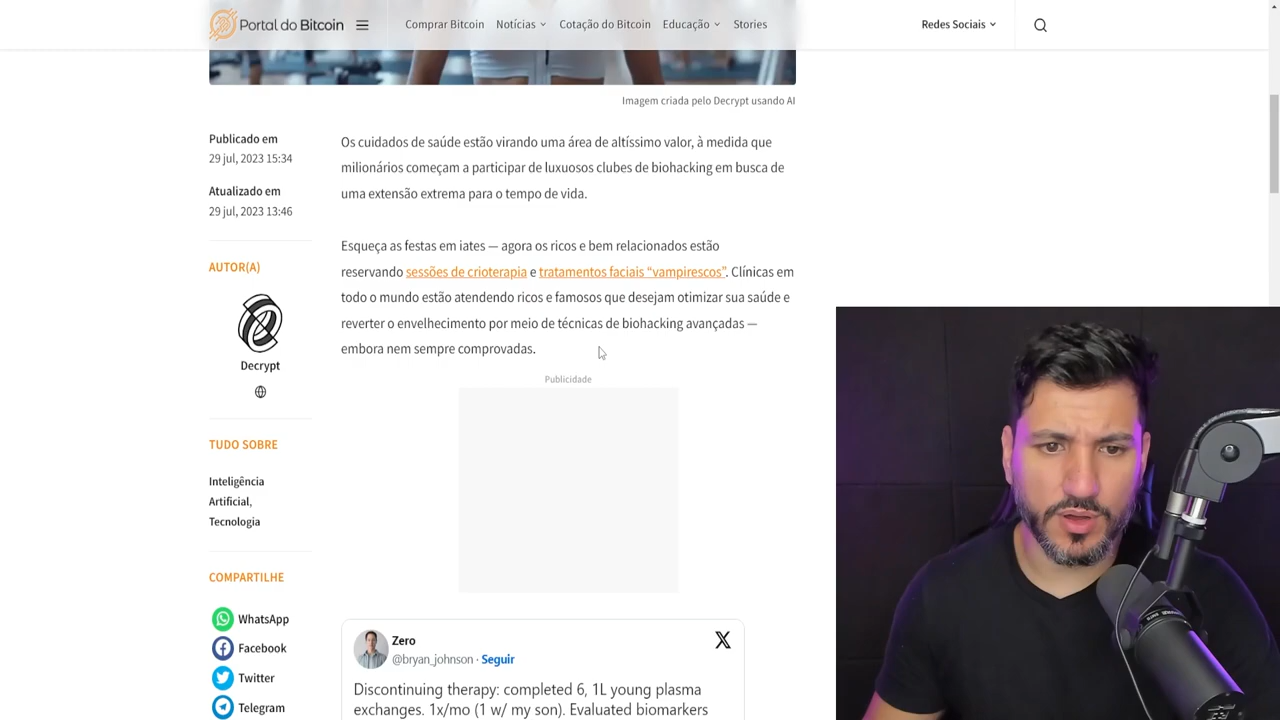 Portal do Bitcoin
Comprar Bitcoin
Notícias
Cotação do Bitcoin
Educação
Stories
Redes Sociais
Imagem criada pelo Decrypt usando AI
Publicado em
29 jul, 2023 15:34
Atualizado em
29 jul, 2023 13:46
AUTOR(A)
Decrypt
TUDO SOBRE
Inteligência
Artificial,
Tecnologia
COMPARTILHE
WhatsApp
Facebook
Twitter
Telegram
Os cuidados de saúde estão virando uma área de altíssimo valor, à medida que
milionários começam a participar de luxuosos clubes de biohacking em busca de
uma extensão extrema para o tempo de vida.
Esqueça as festas em iates — agora os ricos e bem relacionados estão
reservando sessões de crioterapia e tratamentos faciais “vampirescos”. Clínicas em
todo o mundo estão atendendo ricos e famosos que desejam otimizar sua saúde e
reverter o envelhecimento por meio de técnicas de biohacking avançadas —
embora nem sempre comprovadas.
Publicidade
Zero
@bryan_johnson · Seguir
Discontinuing therapy: completed 6, 1L young plasma
exchanges. 1x/mo (1 w/ my son). Evaluated biomarkers